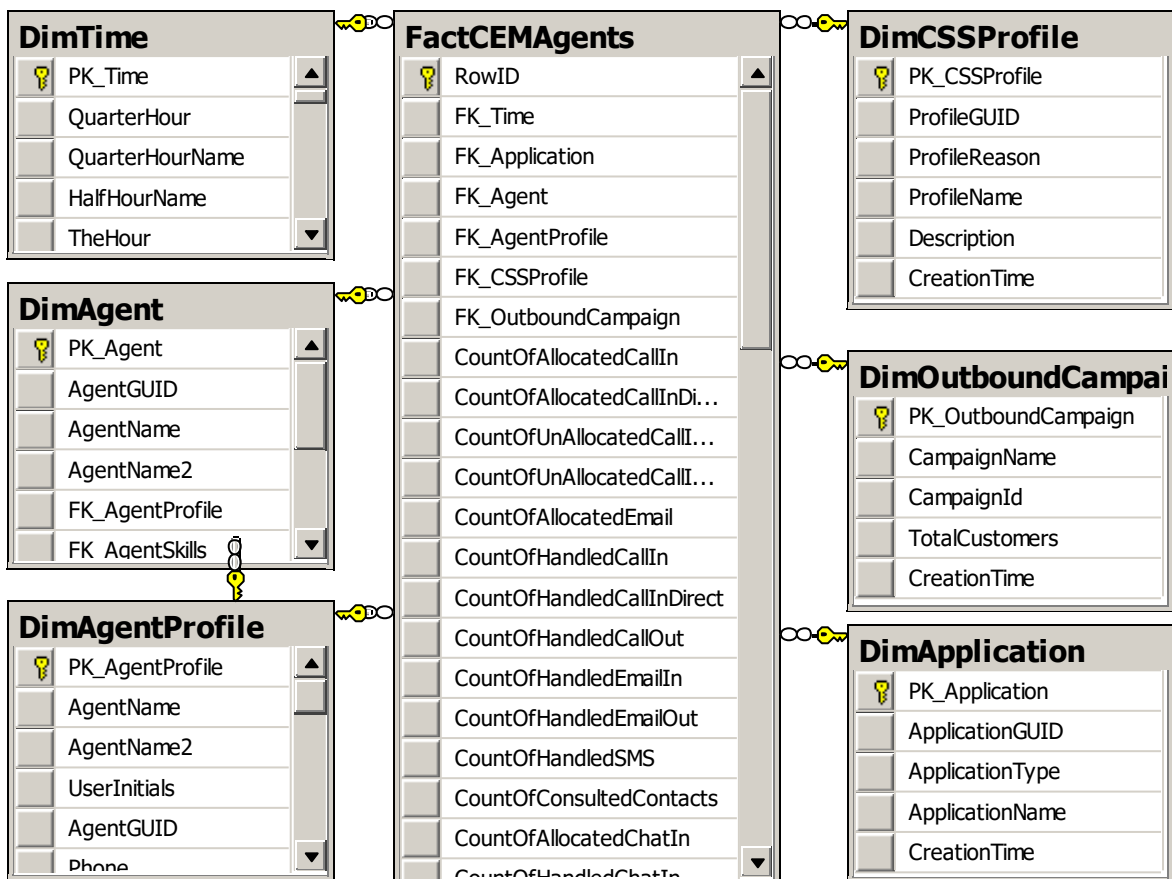 DimTime
PK_Time
QuarterHour
QuarterHourName
HalfHourName
TheHour
DimAgent
PK_Agent
AgentGUID
AgentName
AgentName2
FK_AgentProfile
FK_AgentSkills
DimAgentProfile
PK_AgentProfile
AgentName
AgentName2
UserInitials
AgentGUID
Phone
FactCEMAgents
RowID
FK_Time
FK_Application
FK_Agent
FK_AgentProfile
FK_CSSProfile
FK_OutboundCampaign
CountOfAllocatedCallIn
CountOfAllocatedCallInDi...
CountOfUnAllocatedCallI...
CountOfUnAllocatedCallI...
CountOfAllocatedEmail
CountOfHandledCallIn
CountOfHandledCallInDirect
CountOfHandledCallOut
CountOfHandledEmailIn
CountOfHandledEmailOut
CountOfHandledSMS
CountOfConsultedContacts
CountOfAllocatedChatIn
CountOfHandledChatIn
DimCSSProfile
PK_CSSProfile
ProfileGUID
ProfileReason
ProfileName
Description
CreationTime
DimOutboundCampai
PK_OutboundCampaign
CampaignName
CampaignId
TotalCustomers
CreationTime
DimApplication
PK_Application
ApplicationGUID
ApplicationType
ApplicationName
CreationTime